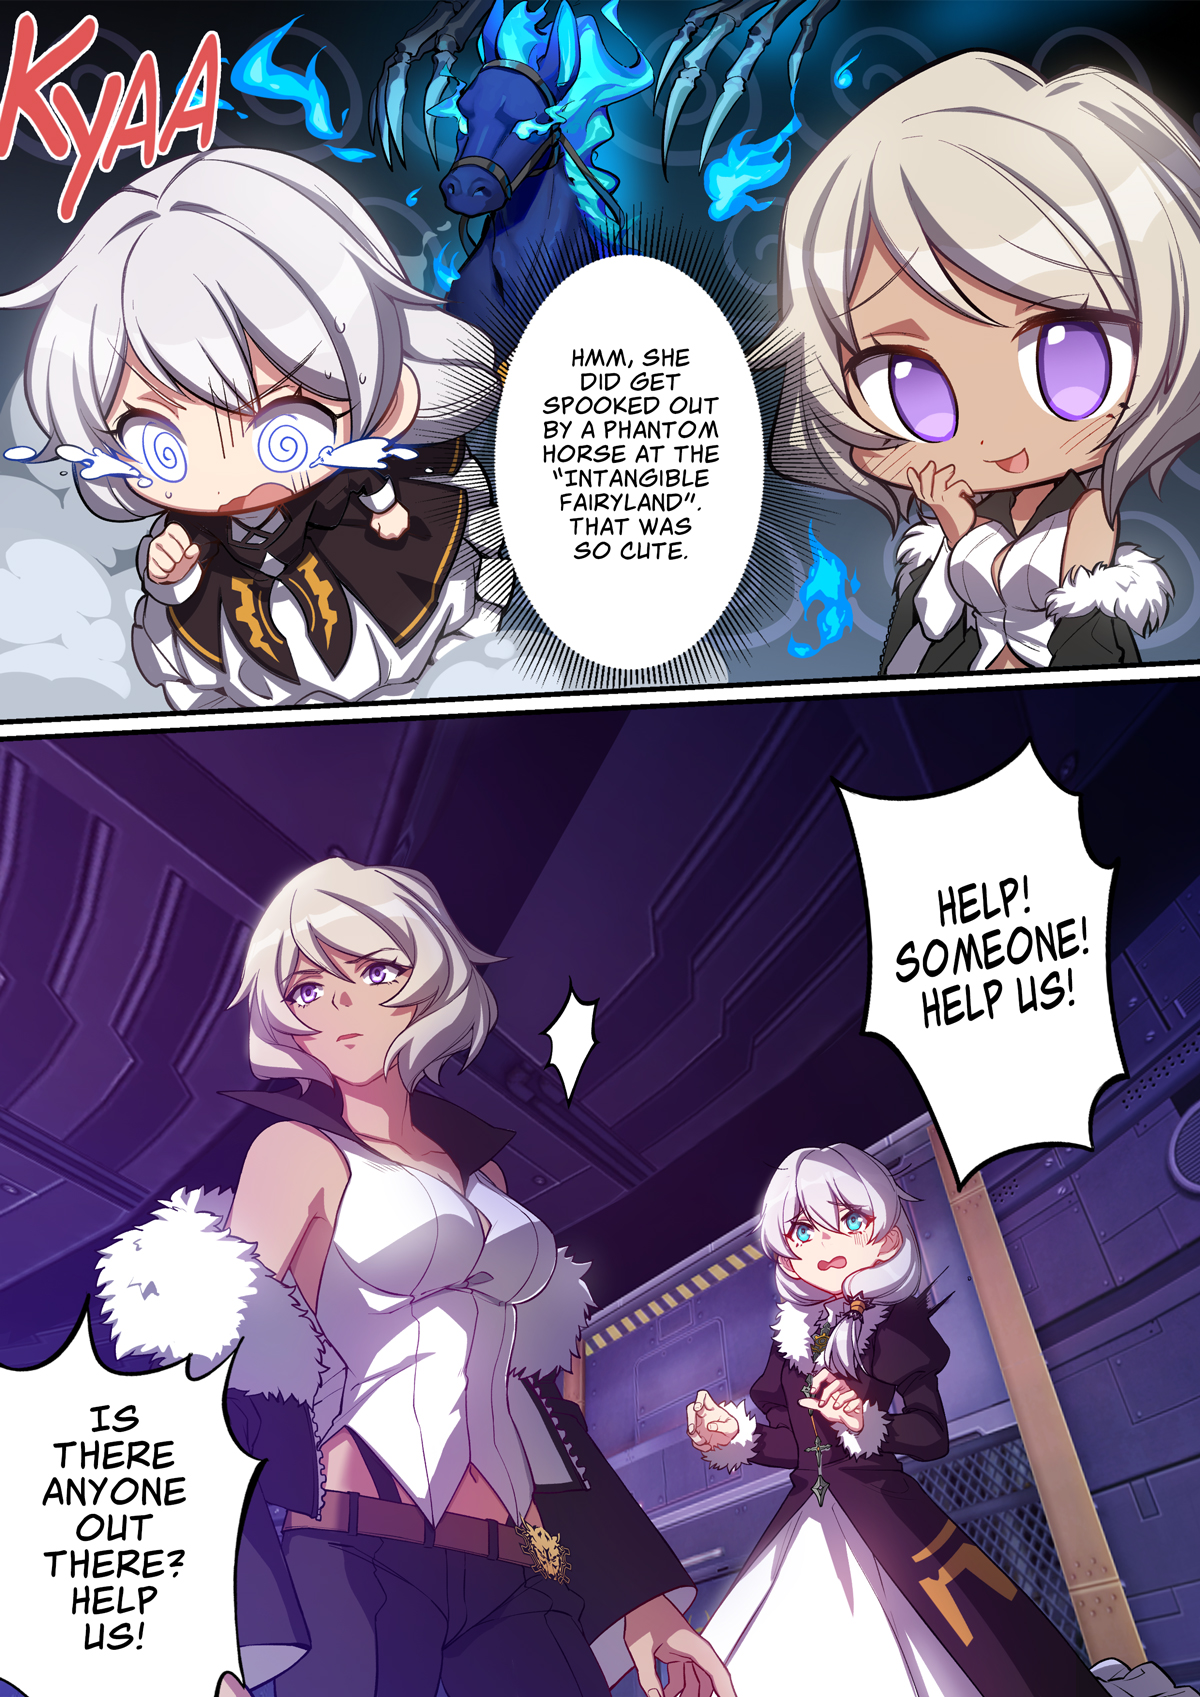 KYAA
HMM, SHE
DID GET
SPOOKED OUT
BY A PHANTOM
HORSE AT THE
"INTANGIBLE
FAIRYLAND".
THAT WAS
SO CUTE.
HELP!
SOMEONE!
HELP US!
IS
THERE
ANYONE
OUT
THERE?
HELP
US!